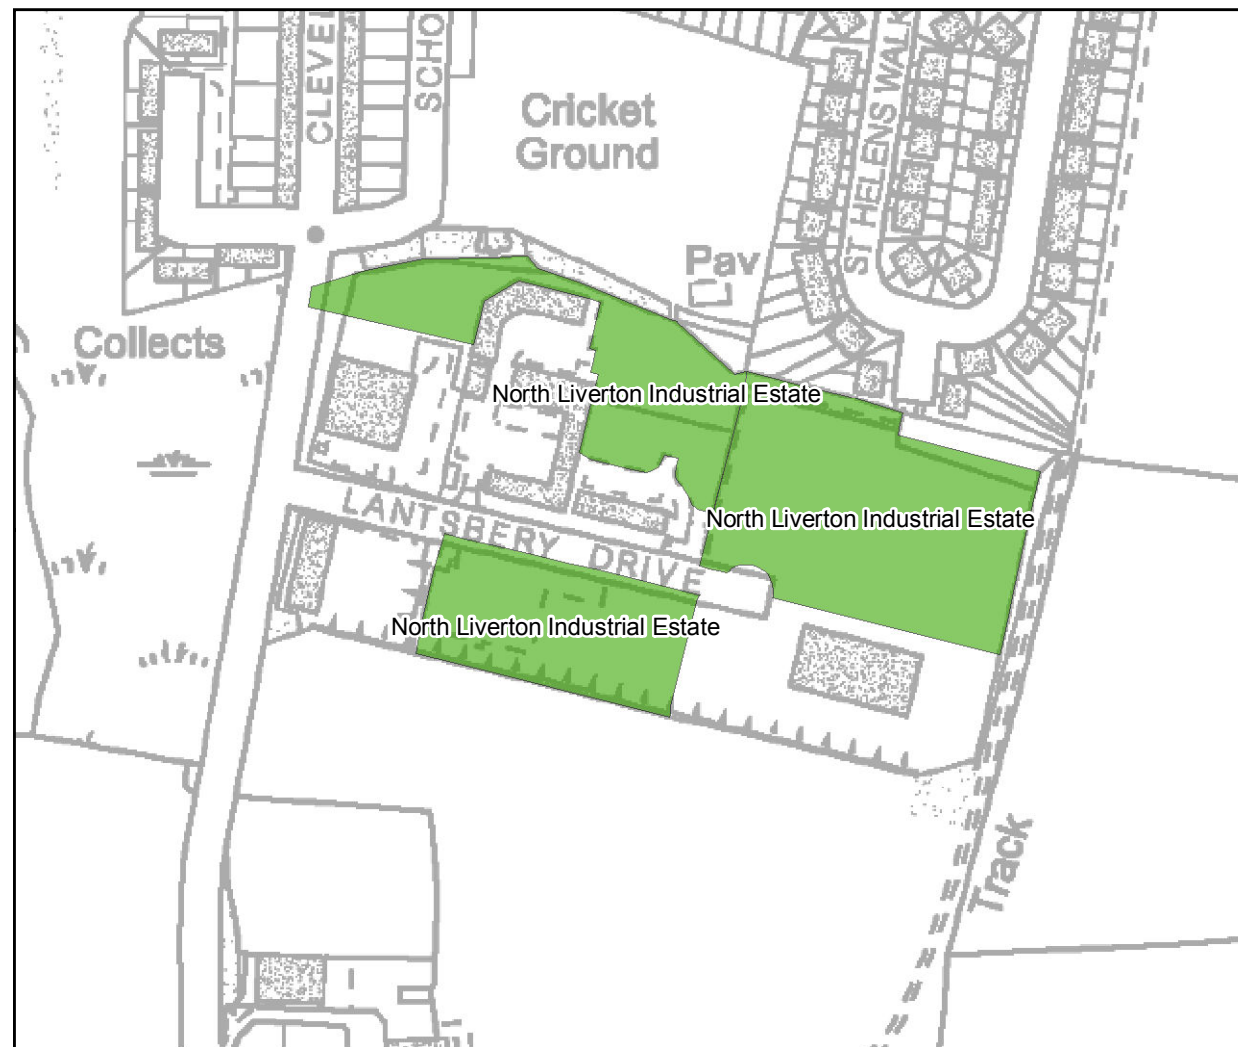 CLEVEL
SCHO
Cricket
Ground
ST HELENS WALK
Pav
Collects
North Liverton Industrial Estate
North Liverton Industrial Estate
LANTSBERY DRIVE
North Liverton Industrial Estate
Track